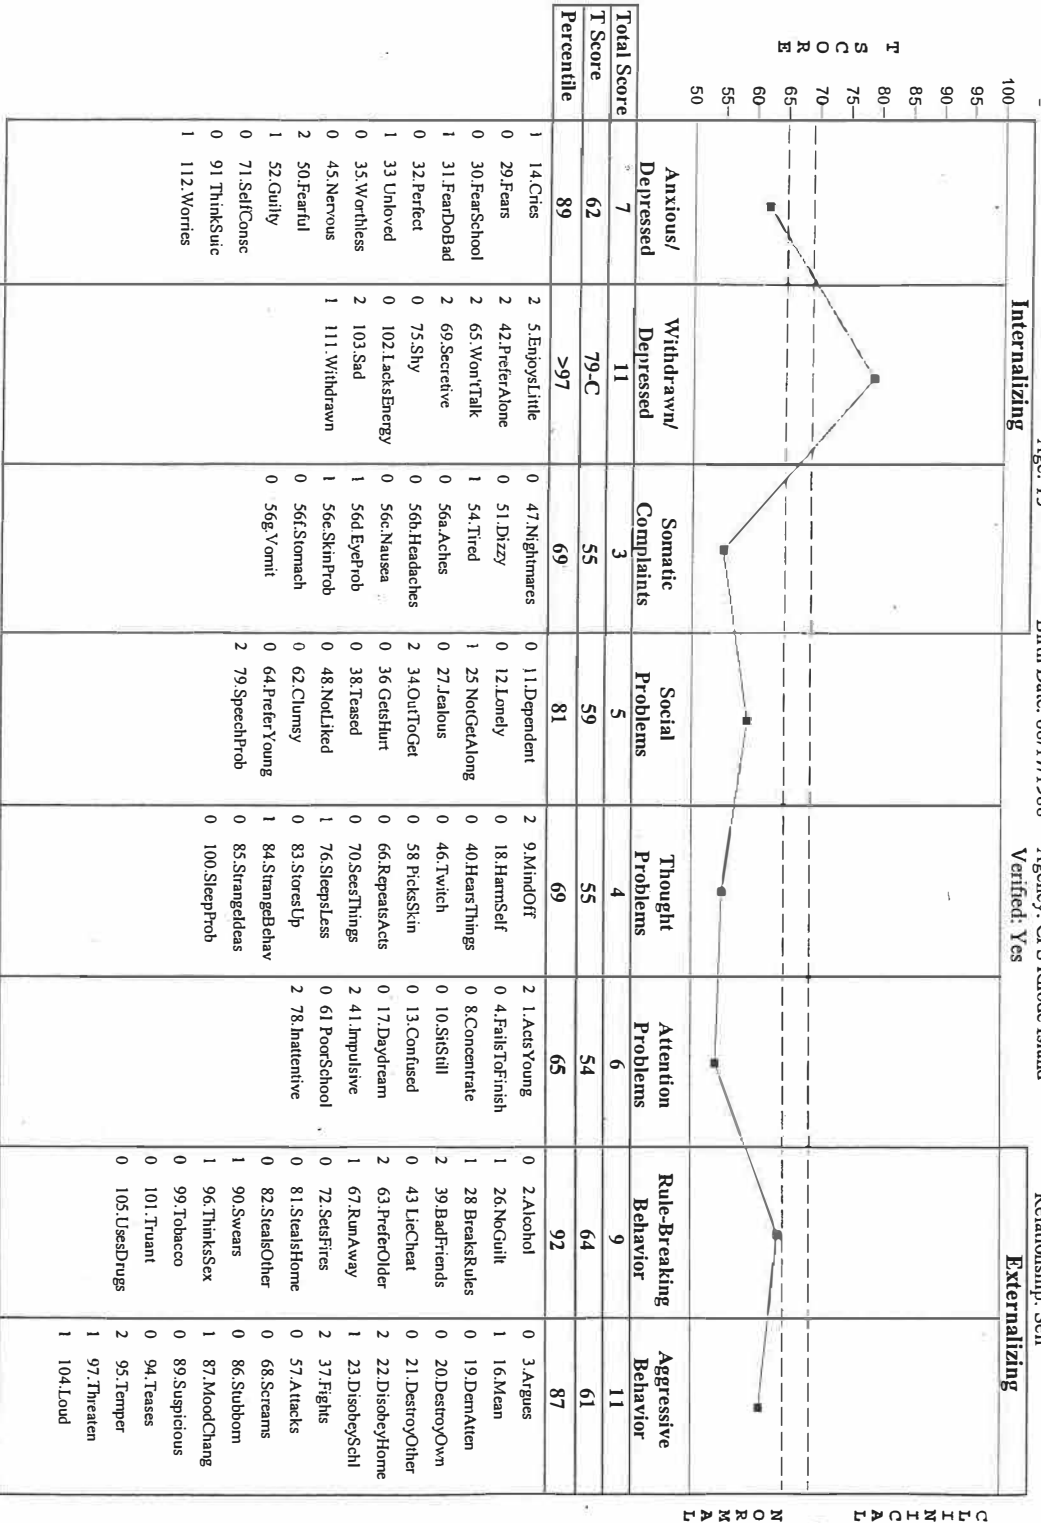 Verified: Yes
Internalizing
Externalizing
T SCORE
100
95
90
85
80
75
70
65
60
55
50
CLINICAL
NORMAL
Anxious/ Depressed
Withdrawn/ Depressed
Somatic Complaints
Social Problems
Thought Problems
Attention Problems
Rule-Breaking Behavior
Aggressive Behavior
Total Score 7 11 3 5 4 6 9 11
T Score 62 79-C 55 59 55 54 64 61
Percentile 89 >97 69 81 69 65 92 87
1 14.Cries
0 29.Fears
0 30.FearSchool
1 31.FearDoBad
0 32.Perfect
1 33 Unloved
0 35.Worthless
0 45.Nervous
2 50.Fearful
1 52.Guilty
0 71.SelfConsc
0 91 ThinkSuic
1 112.Worries
2 5.EnjoysLittle
2 42.PreferAlone
2 65.Won'tTalk
2 69.Secretive
0 75.Shy
0 102.LacksEnergy
2 103.Sad
1 111.Withdrawn
0 47.Nightmares
0 51.Dizzy
1 54.Tired
0 56a.Aches
0 56b.Headaches
0 56c.Nausea
1 56d.EyeProb
1 56e.SkinProb
0 56f.Stomach
0 56g.Vomit
0 11.Dependent
0 12.Lonely
1 25 NotGetAlong
0 27.Jealous
2 34.OutToGet
0 36 GetsHurt
0 38.Teased
0 48.NotLiked
0 62.Clumsy
0 64.PreferYoung
2 79.SpeechProb
2 9.MindOff
0 18.HarmSelf
0 40.HearsThings
0 46.Twitch
0 58 PicksSkin
0 66.RepeatsActs
0 70.SeesThings
1 76.SleepsLess
0 83.StoresUp
1 84.StrangeBehav
0 85.StrangeIdeas
0 100.SleepProb
2 1.ActsYoung
0 4.FailsToFinish
0 8.Concentrate
0 10.SitStill
0 13.Confused
0 17.Daydream
2 41.Impulsive
0 61 PoorSchool
2 78.Inattentive
0 2.Alcohol
1 26.NoGuilt
1 28 BreaksRules
2 39.BadFriends
0 43 LieCheat
2 63.PreferOlder
1 67.RunAway
0 72.SetsFires
0 81.StealsHome
0 82.StealsOther
1 90.Swears
1 96.ThinksSex
0 99.Tobacco
0 101.Truant
0 105.UsesDrugs
0 3.Argues
1 16.Mean
0 19.DemAtten
0 20.DestroyOwn
0 21.DestroyOther
2 22.DisobeyHome
1 23.DisobeySchl
2 37.Fights
0 57.Attacks
0 68.Screams
0 86.Stubborn
1 87.MoodChang
0 89.Suspicious
0 94.Teases
2 95.Temper
1 97.Threaten
1 104.Loud